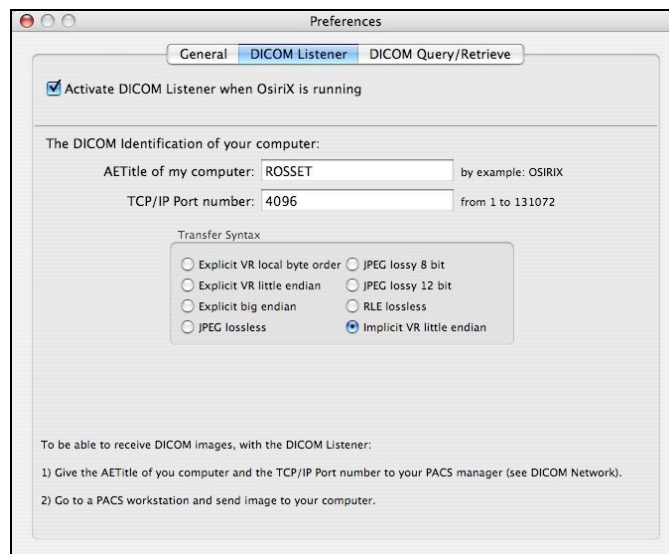 Preferences
General DICOM Listener DICOM Query/Retrieve
Activate DICOM Listener when OsiriX is running
The DICOM Identification of your computer:
AETitle of my computer: ROSSET by example: OSIRIX
TCP/IP Port number: 4096 from 1 to 131072
Transfer Syntax
Explicit VR local byte order JPEG lossy 8 bit
Explicit VR little endian JPEG lossy 12 bit
Explicit big endian RLE lossless
JPEG lossless Implicit VR little endian
To be able to receive DICOM images, with the DICOM Listener:
1) Give the AETitle of you computer and the TCP/IP Port number to your PACS manager (see DICOM Network).
2) Go to a PACS workstation and send image to your computer.